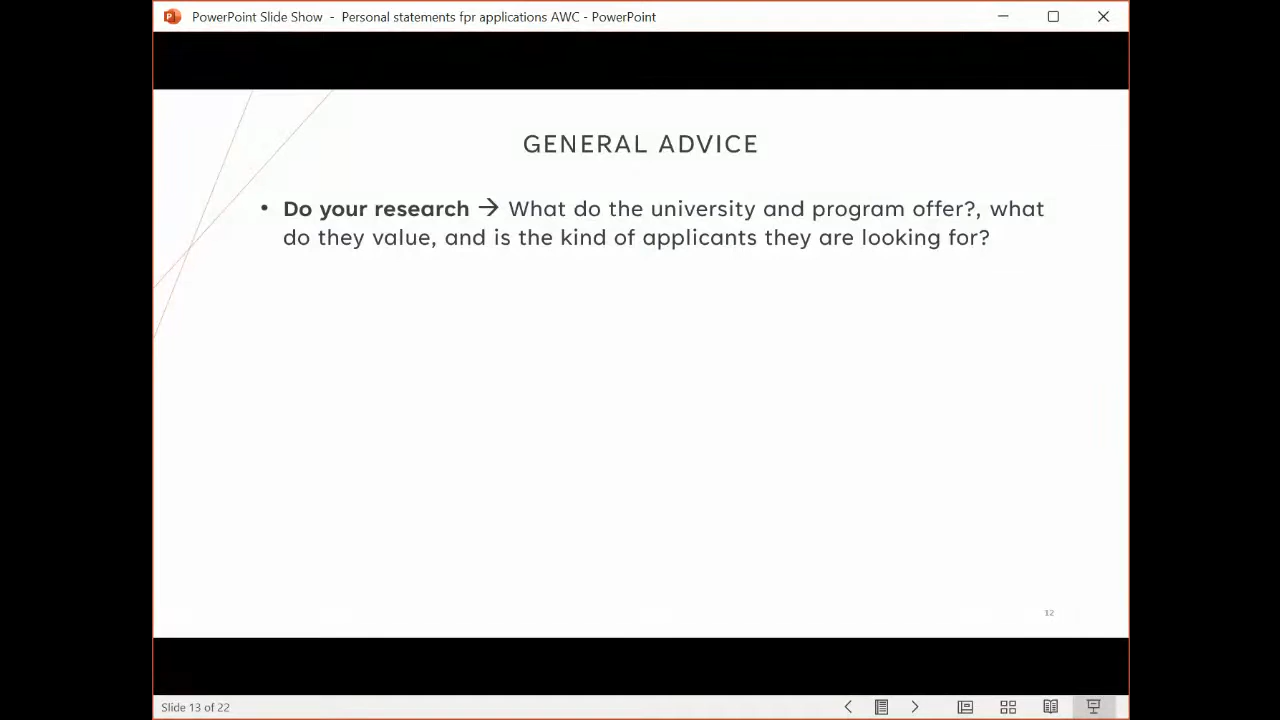 PowerPoint Slide Show - Personal statements fpr applications AWC - PowerPoint
GENERAL ADVICE
• Do your research → What do the university and program offer?, what
do they value, and is the kind of applicants they are looking for?
12
Slide 13 of 22